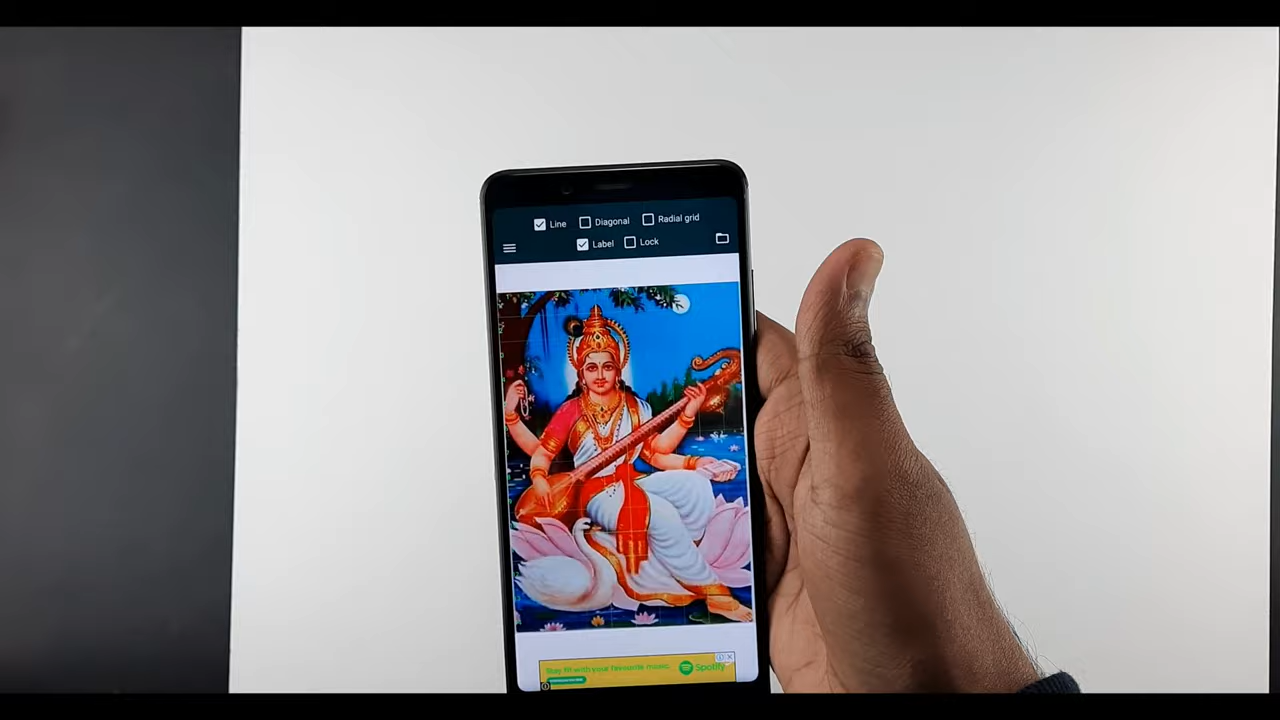 Line Diagonal Radial grid
Label Lock
Stay fit with your favourite music.
Spotify